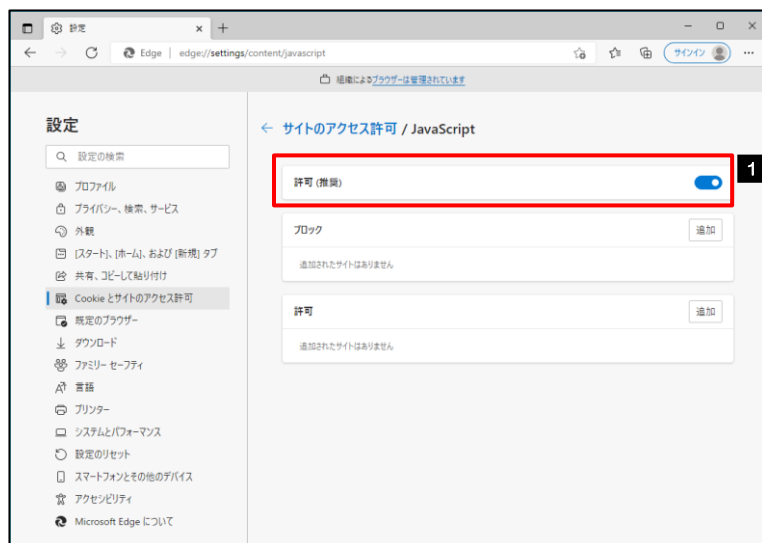 設定
Edge | edge://settings/content/javascript
サインイン
組織によるブラウザーは管理されています
設定
設定の検索
プロファイル
プライバシー、検索、サービス
外観
[スタート]、[ホーム]、および [新規] タブ
共有、コピーして貼り付け
Cookie とサイトのアクセス許可
既定のブラウザー
ダウンロード
ファミリー セーフティ
言語
プリンター
システムとパフォーマンス
設定のリセット
スマートフォンとその他のデバイス
アクセシビリティ
Microsoft Edge について
サイトのアクセス許可 / JavaScript
許可 (推奨)
1
ブロック
追加
追加されたサイトはありません
許可
追加
追加されたサイトはありません